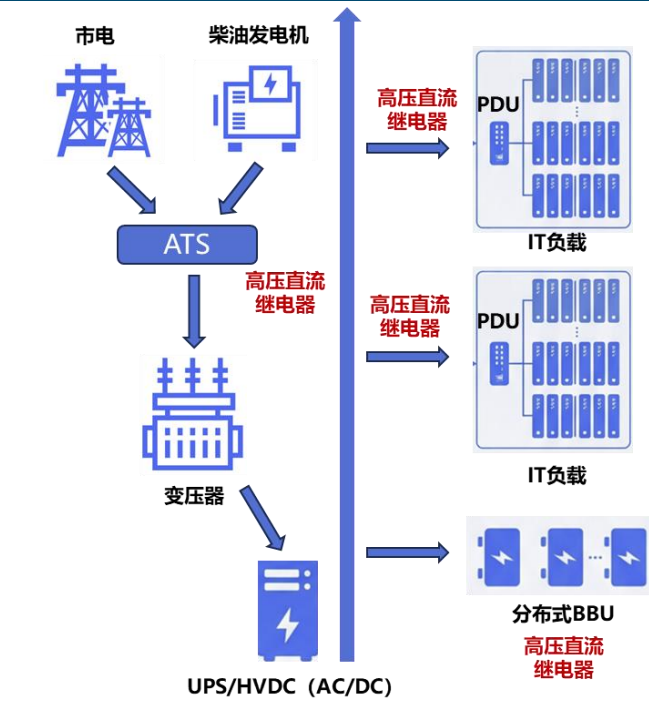 市电
柴油发电机
ATS
高压直流
继电器
变压器
UPS/HVDC（AC/DC）
高压直流
继电器
PDU
IT负载
高压直流
继电器
PDU
IT负载
分布式BBU
高压直流
继电器